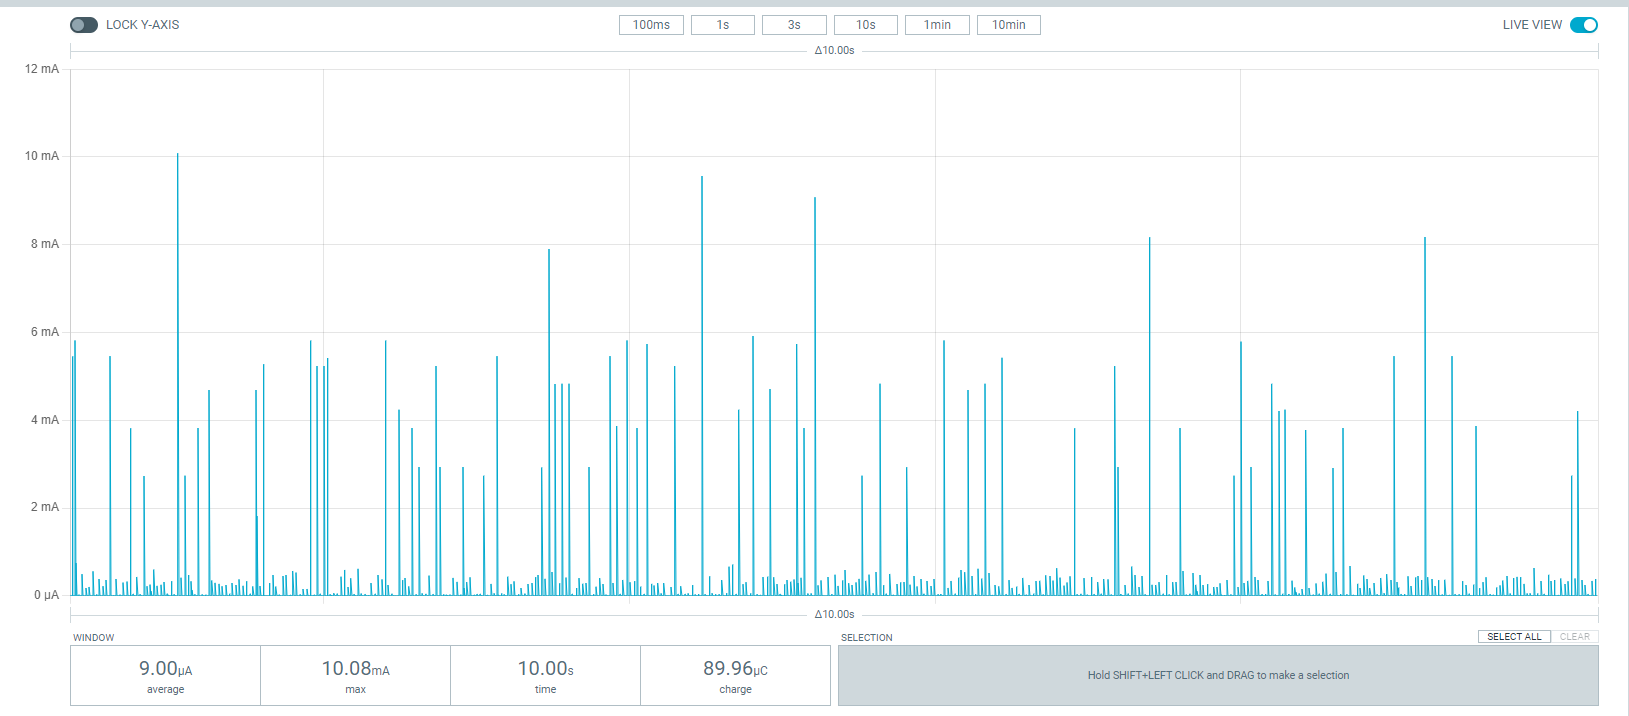 LOCK Y-AXIS 100ms 1s 3s 10s 1min 10min LIVE VIEW
Δ10.00s
12 mA
10 mA
8 mA
6 mA
4 mA
2 mA
0 µA
Δ10.00s
WINDOW SELECTION SELECT ALL CLEAR
9.00µA 10.08mA 10.00s 89.96µC
average max time charge
Hold SHIFT+LEFT CLICK and DRAG to make a selection